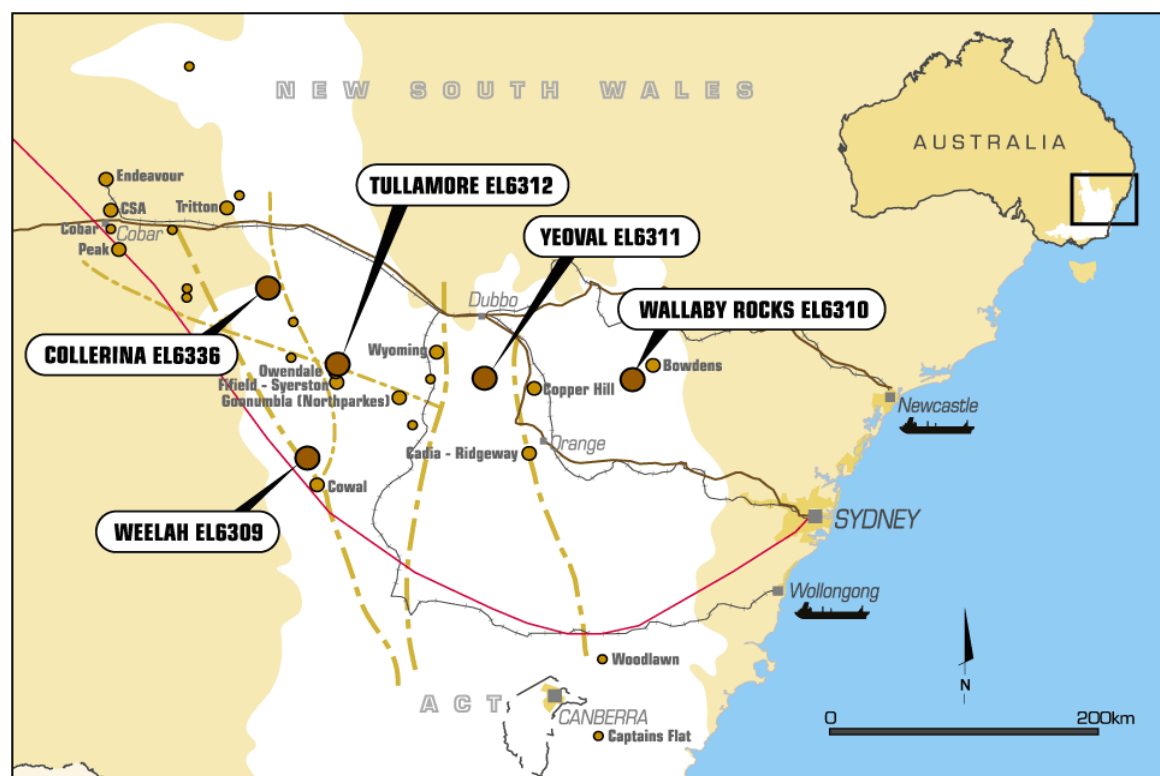 NEW SOUTH WALES
AUSTRALIA
Endeavour
TULLAMORE EL6312
CSA
Tritton
Cobar
Cobar
YEOVAL EL6311
Peak
Dubbo
WALLABY ROCKS EL6310
COLLERINA EL6336
Wyoming
Owendale
Bowdens
Fifield - Syerston
Copper Hill
Goonumbla (Northparkes)
Newcastle
Orange
Cadia - Ridgeway
Cowal
SYDNEY
WEELAH EL6309
Wollongong
Woodlawn
N
ACT
CANBERRA
0
200km
Captains Flat